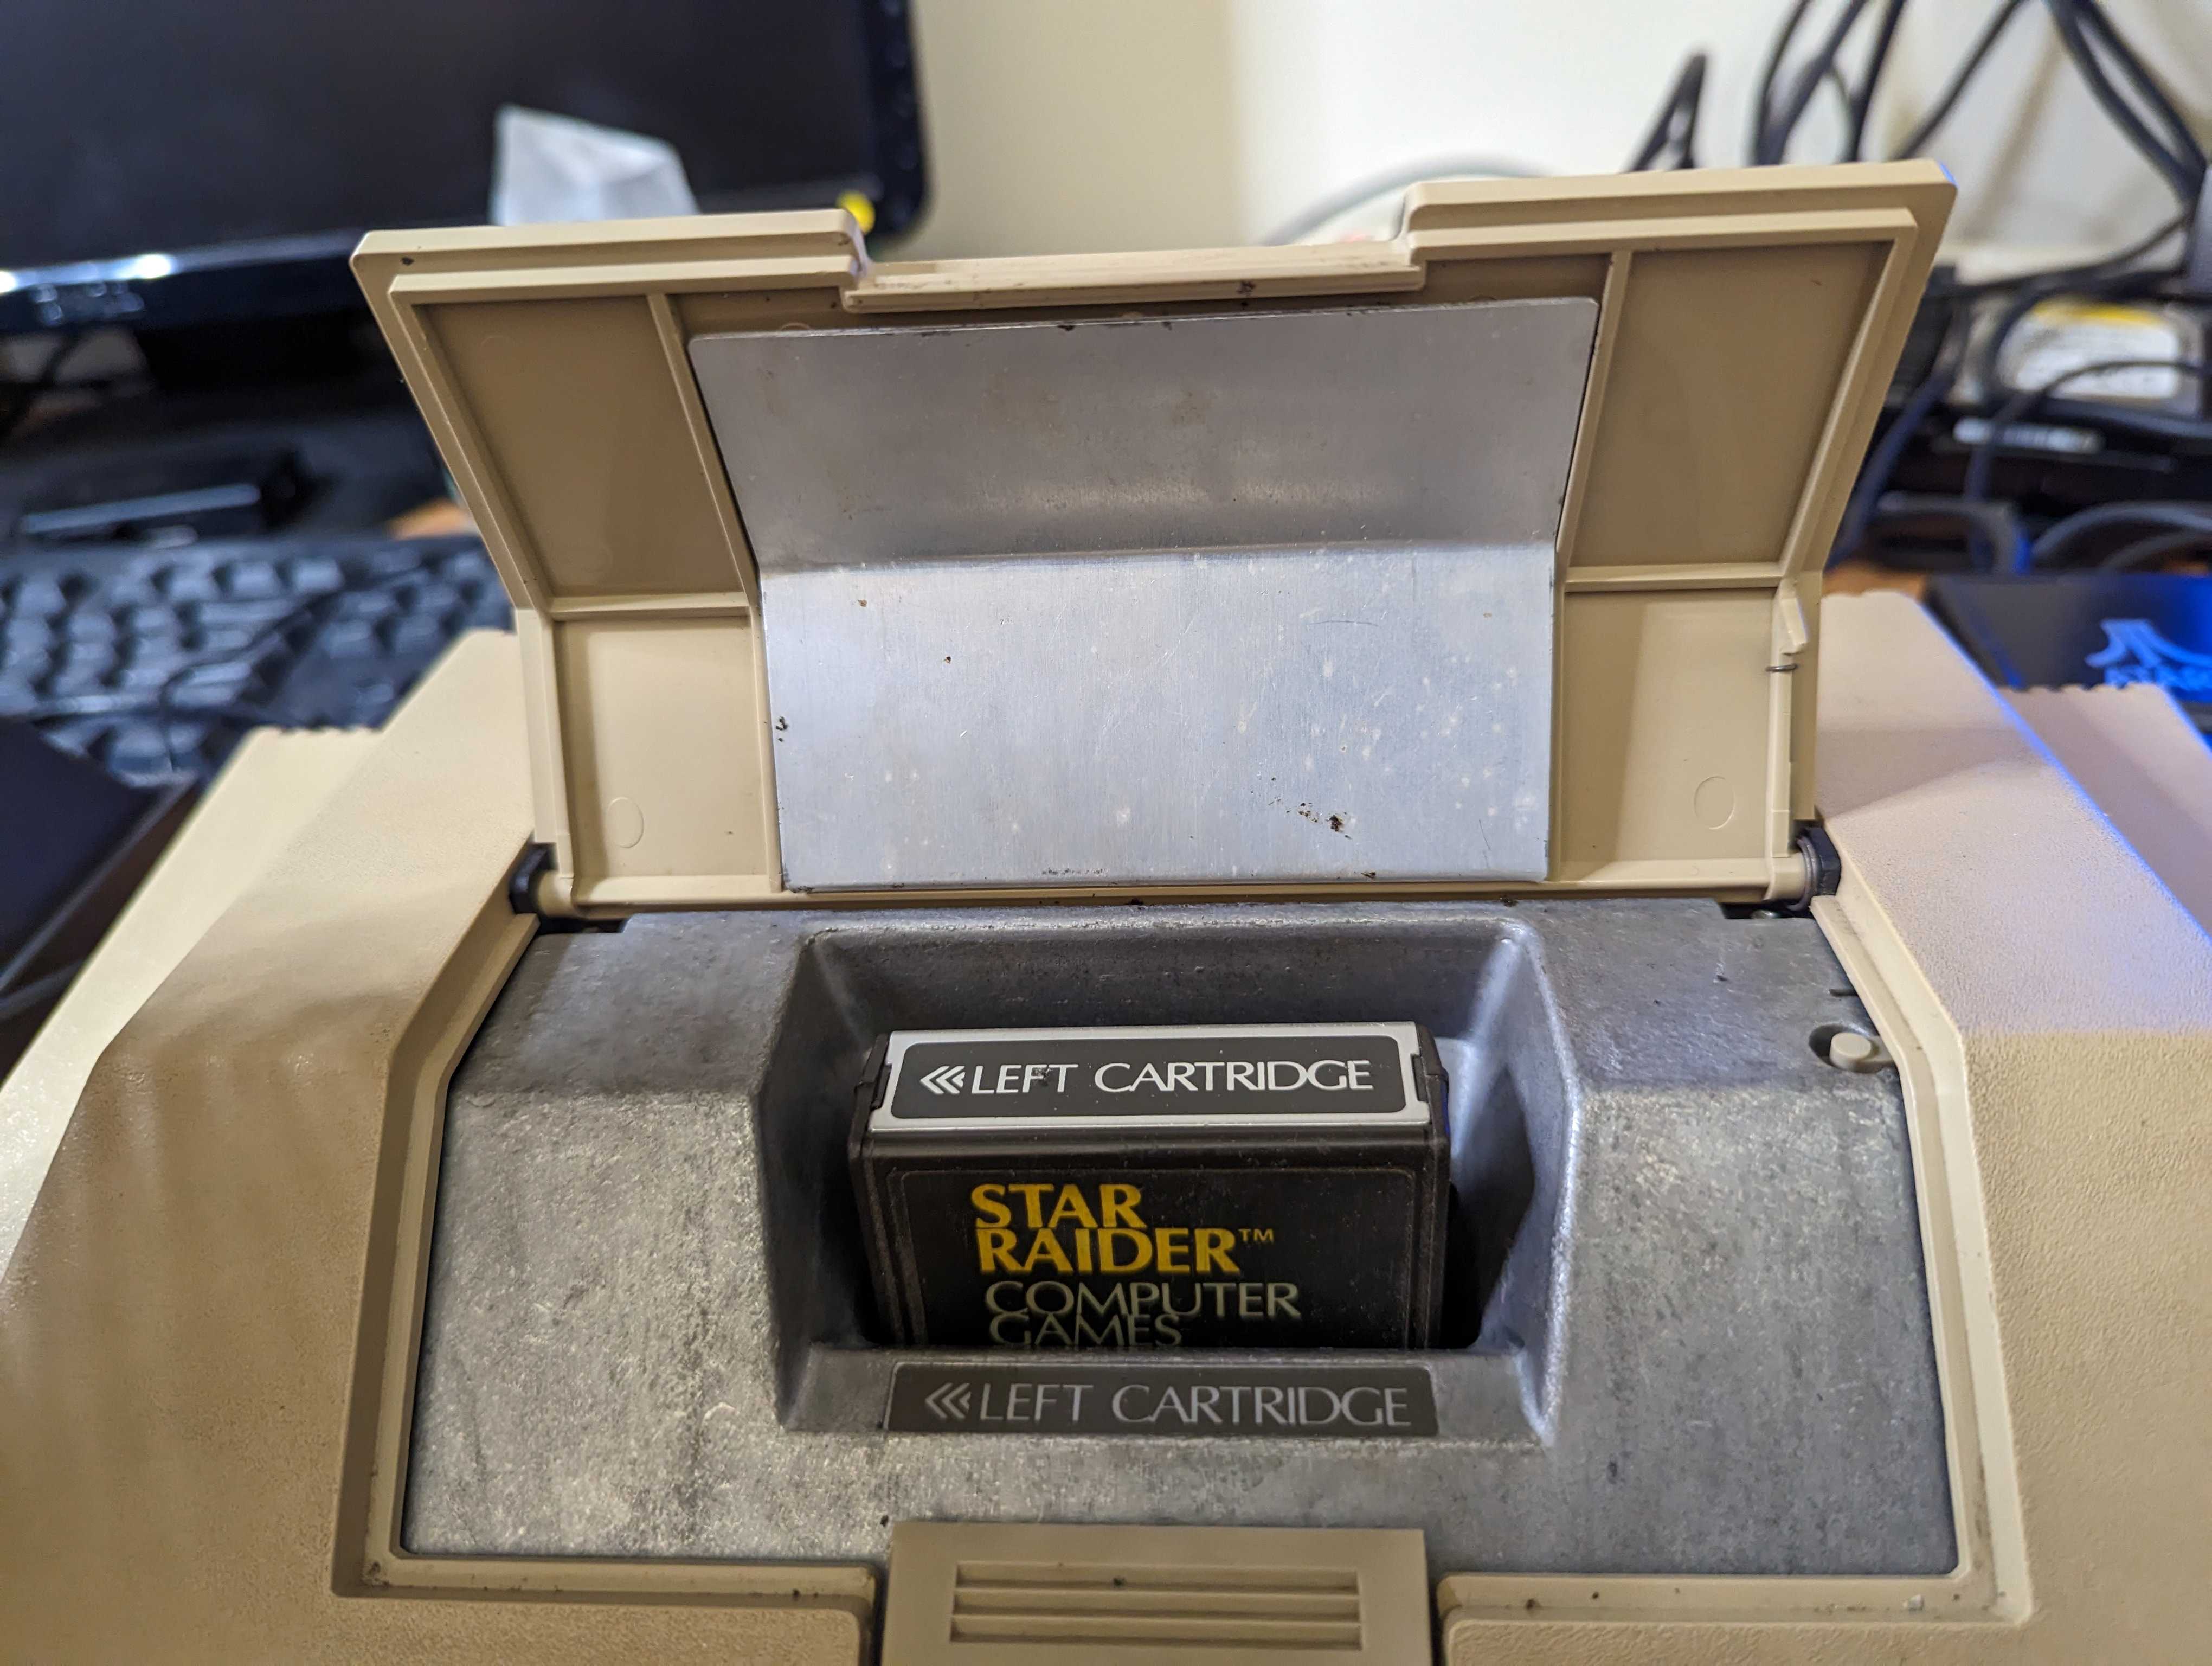 <<<LEFT CARTRIDGE
STAR
RAIDER™
COMPUTER
GAMES
<<<LEFT CARTRIDGE